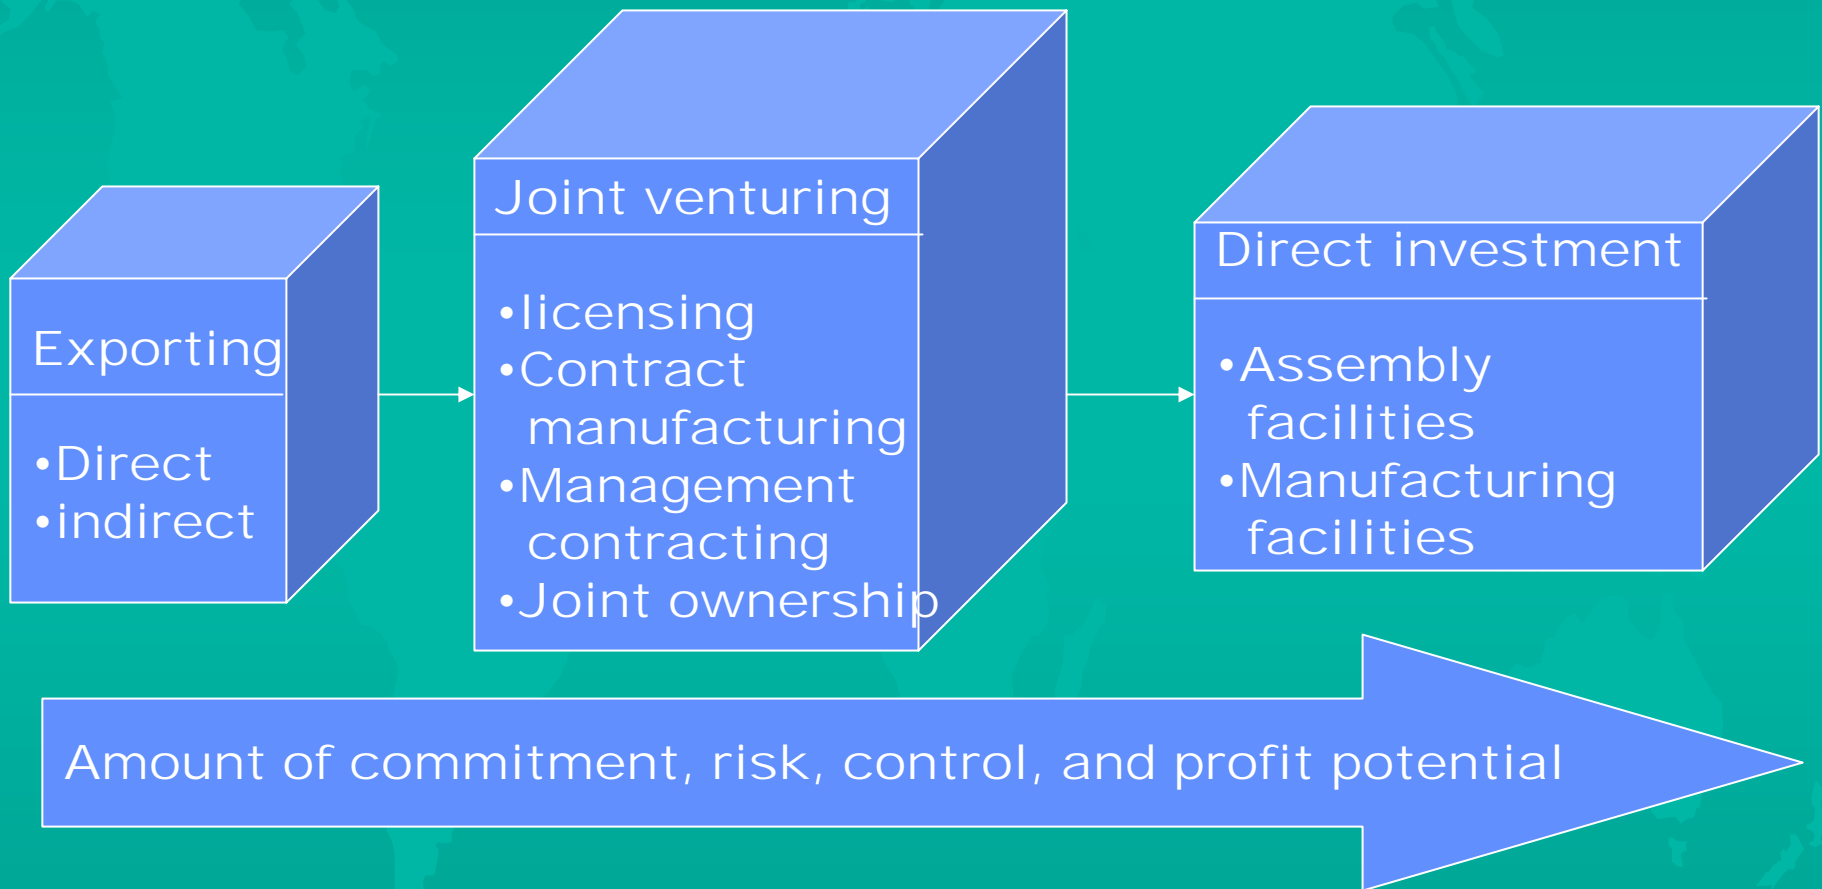 Exporting
•Direct
•indirect
Joint venturing
•licensing
•Contract
manufacturing
•Management
contracting
•Joint ownership
Direct investment
•Assembly
facilities
•Manufacturing
facilities
Amount of commitment, risk, control, and profit potential